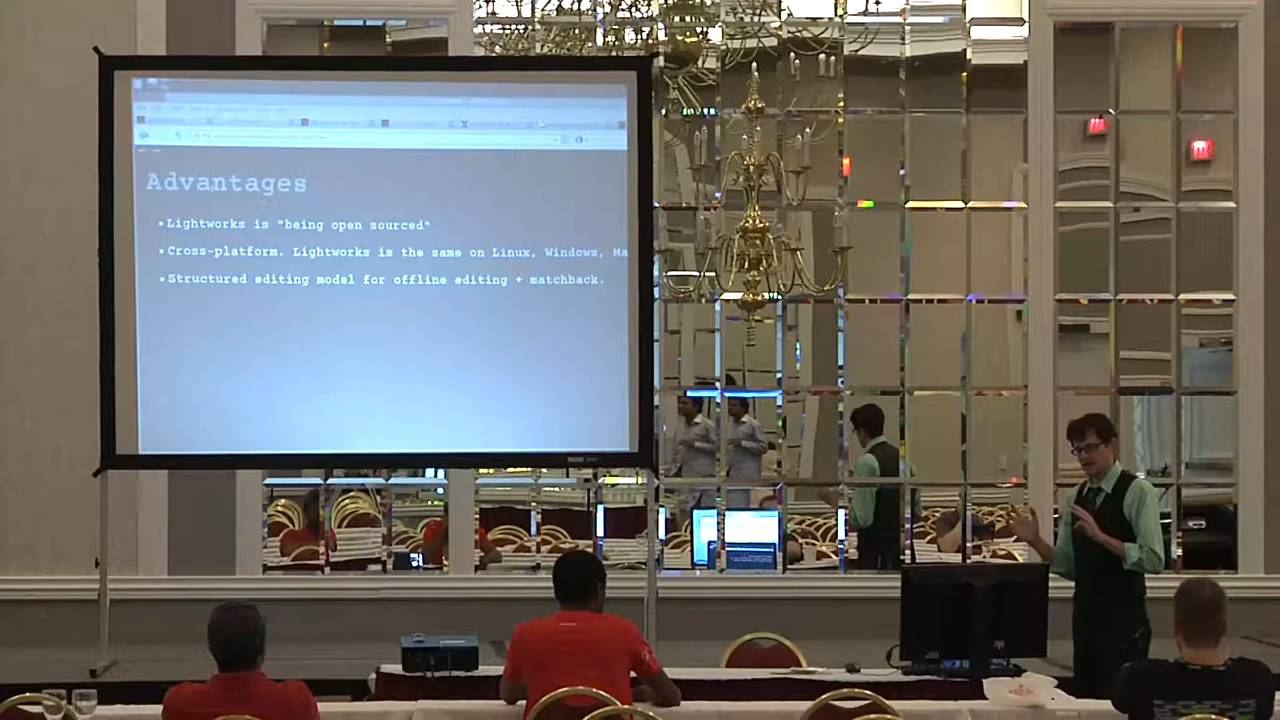 Advantages
•Lightworks is "being open sourced"
•Cross-platform. Lightworks is the same on Linux, Windows, Ma
•Structured editing model for offline editing + matchback.